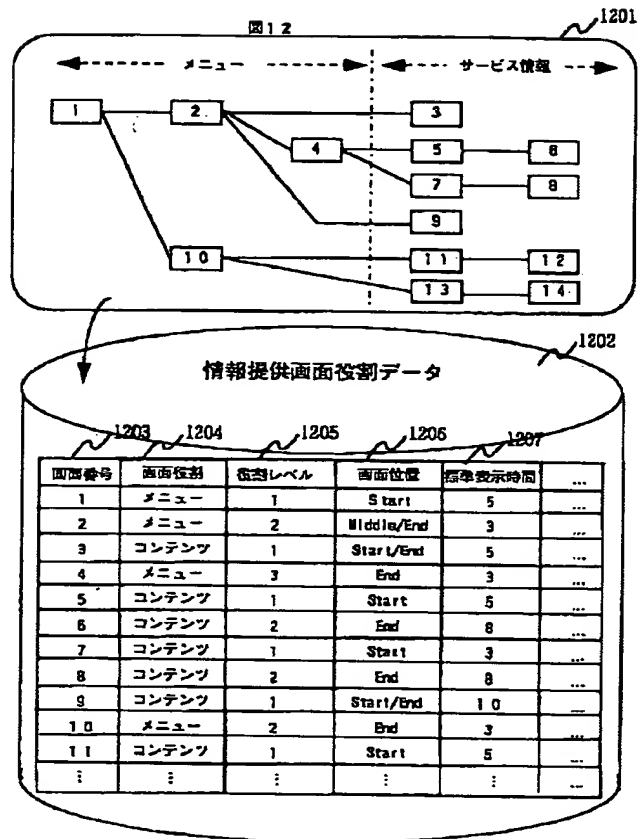 図12
1201
メニュー
サービス情報
1 2 3
4 5 6
7 8
9
10 11 12
13 14
1202
情報提供画面役割データ
1203 1204 1205 1206 1207
画面番号 画面役割 役割レベル 画面位置 標準表示時間 ...
1 メニュー 1 Start 5 ...
2 メニュー 2 Middle/End 3 ...
3 コンテンツ 1 Start/End 5 ...
4 メニュー 3 End 3 ...
5 コンテンツ 1 Start 5 ...
6 コンテンツ 2 End 8 ...
7 コンテンツ 1 Start 3 ...
8 コンテンツ 2 End 8 ...
9 コンテンツ 1 Start/End 10 ...
10 メニュー 2 End 3 ...
11 コンテンツ 1 Start 5 ...
⋮ ⋮ ⋮ ⋮ ⋮ ...